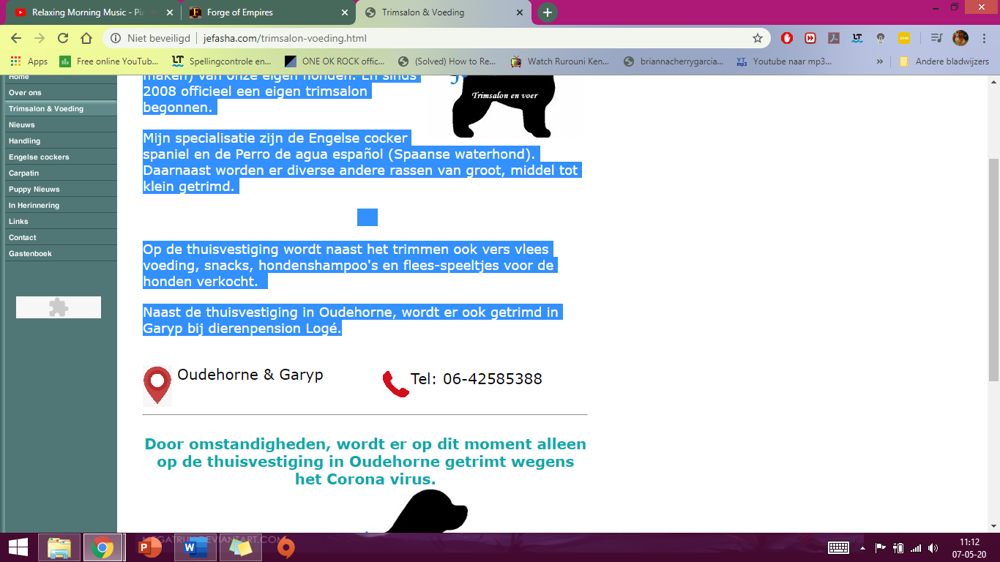 Relaxing Morning Music - Pi
Forge of Empires
Trimsalon & Voeding
Niet beveiligd
jefasha.com/trimsalon-voeding.html
Apps
Free online YouTub...
Spellingcontrole en...
ONE OK ROCK offic...
(Solved) How to Re...
Watch Rurouni Ken...
briannacherrygarcia...
Youtube naar mp3...
»
Andere bladwijzers
Home
Over ons
Trimsalon & Voeding
Nieuws
Handling
Engelse cockers
Carpatin
Puppy Nieuws
In Herinnering
Links
Contact
Gastenboek
maken) van onze eigen honden. En sinds
2008 officieel een eigen trimsalon
begonnen.
Trimsalon en voer
Mijn specialisatie zijn de Engelse cocker
spaniel en de Perro de agua español (Spaanse waterhond).
Daarnaast worden er diverse andere rassen van groot, middel tot
klein getrimd.
Op de thuisvestiging wordt naast het trimmen ook vers vlees
voeding, snacks, hondenshampoo's en flees-speeltjes voor de
honden verkocht.
Naast de thuisvestiging in Oudehorne, wordt er ook getrimd in
Garyp bij dierenpension Logé.
Oudehorne & Garyp
Tel: 06-42585388
Door omstandigheden, wordt er op dit moment alleen
op de thuisvestiging in Oudehorne getrimt wegens
het Corona virus.
11:12
07-05-20